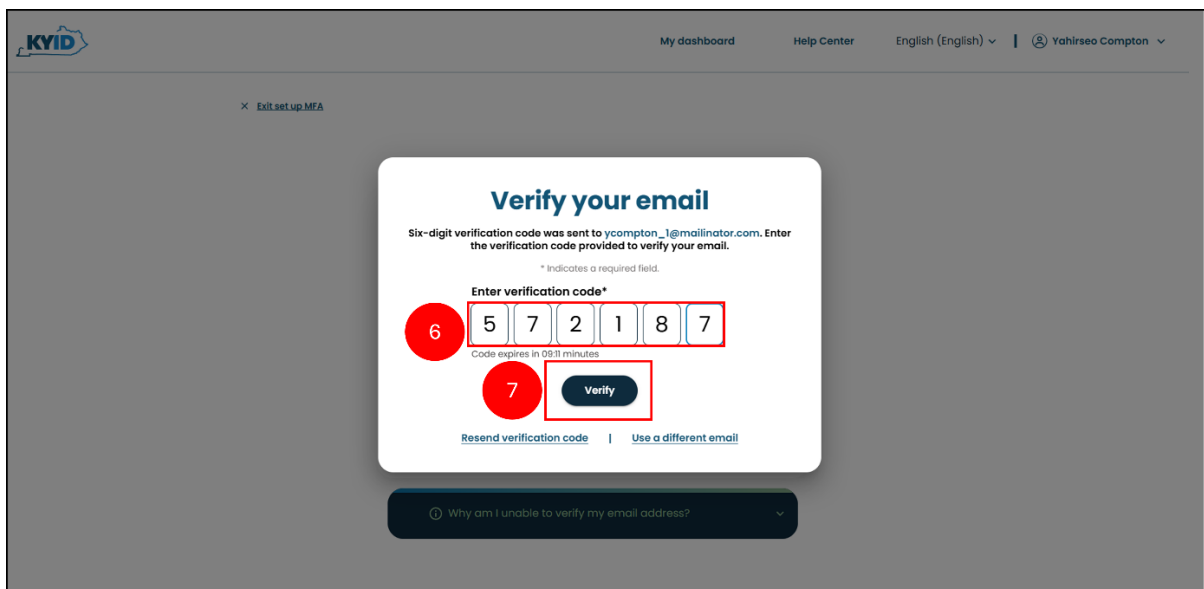 KYID
My dashboard Help Center English (English) Yahirseo Compton
Exit set up MFA
Verify your email
Six-digit verification code was sent to ycompton_1@mailinator.com. Enter
the verification code provided to verify your email.
* Indicates a required field.
Enter verification code*
6 5 7 2 1 8 7
Code expires in 09:11 minutes
7 Verify
Resend verification code | Use a different email
Why am I unable to verify my email address?